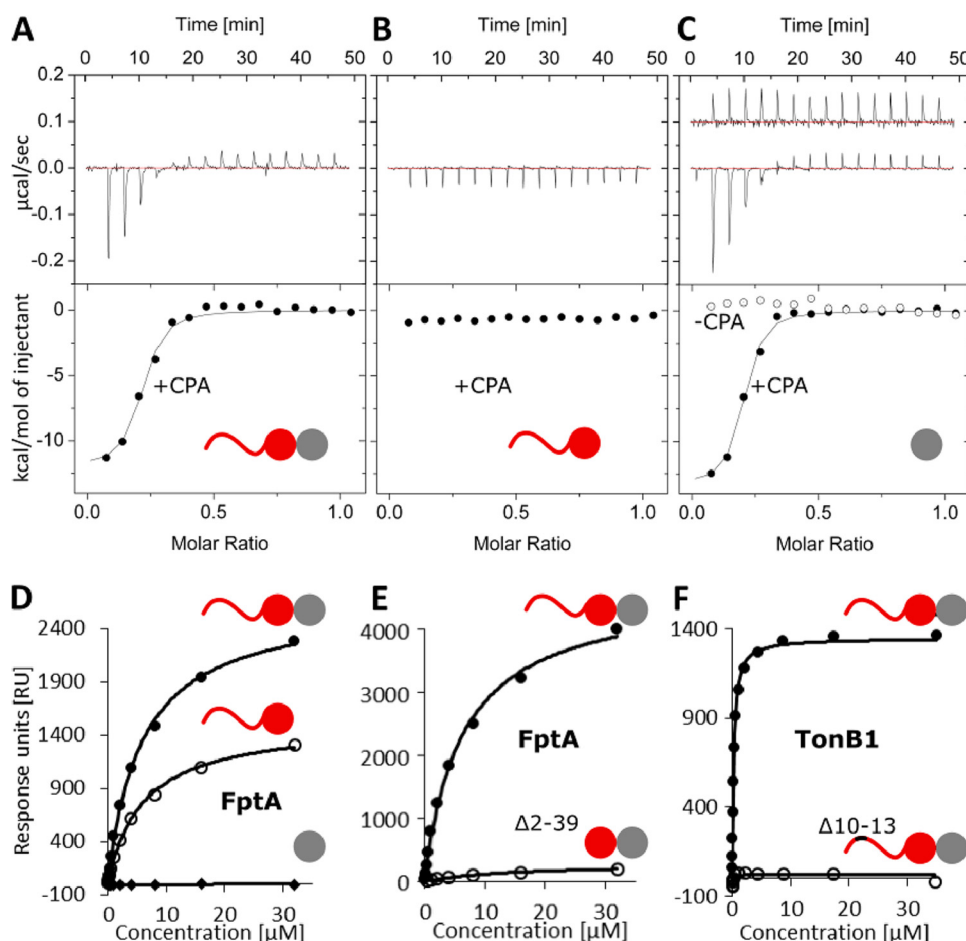 A
B
C
Time [min]
Time [min]
Time [min]
0 10 20 30 40 50
0 10 20 30 40 50
0 10 20 30 40 50
0.2
0.1
0.0
-0.1
-0.2
µcal/sec
0
-5
-10
kcal/mol of injectant
+CPA
+CPA
-CPA
+CPA
0.0 0.5 1.0
0.0 0.5 1.0
0.0 0.5 1.0
Molar Ratio
Molar Ratio
Molar Ratio
D
E
F
2400
1900
1400
900
400
-100
Response units [RU]
FptA
0 10 20 30
Concentration [µM]
4000
3000
2000
1000
0
FptA
Δ2-39
0 10 20 30
Concentration [µM]
1400
900
400
-100
TonB1
Δ10-13
0 10 20 30
Concentration [µM]